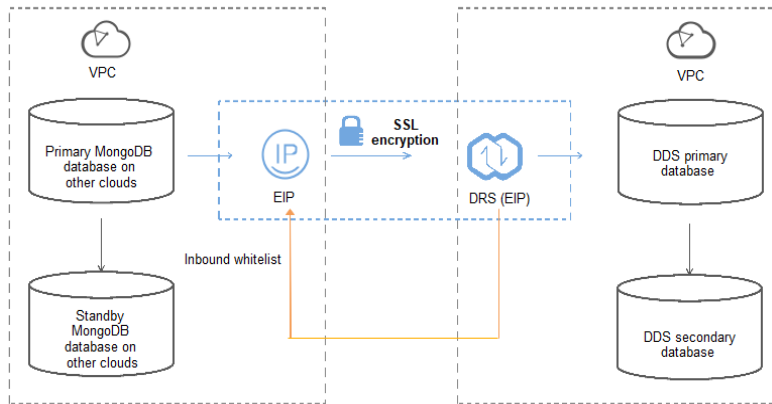 VPC
VPC
Primary MongoDB
database on
other clouds
IP
EIP
SSL
encryption
DRS (EIP)
DDS primary
database
Inbound whitelist
Standby
MongoDB
database on
other clouds
DDS secondary
database